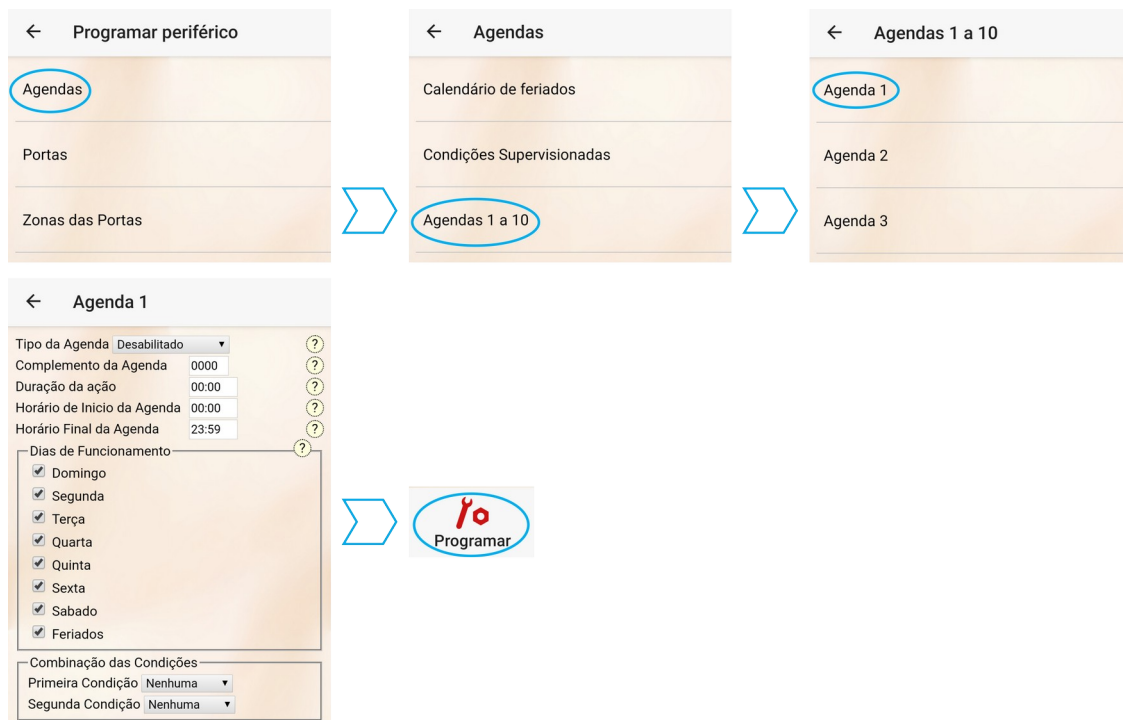 ← Programar periférico
Agendas
Portas
Zonas das Portas
← Agendas
Calendário de feriados
Condições Supervisionadas
Agendas 1 a 10
← Agendas 1 a 10
Agenda 1
Agenda 2
Agenda 3
← Agenda 1
Tipo da Agenda Desabilitado ▼ ?
Complemento da Agenda 0000 ?
Duração da ação 00:00 ?
Horário de Inicio da Agenda 00:00 ?
Horário Final da Agenda 23:59 ?
Dias de Funcionamento ?
Domingo
Segunda
Terça
Quarta
Quinta
Sexta
Sabado
Feriados
Combinação das Condições
Primeira Condição Nenhuma ▼
Segunda Condição Nenhuma ▼
Programar